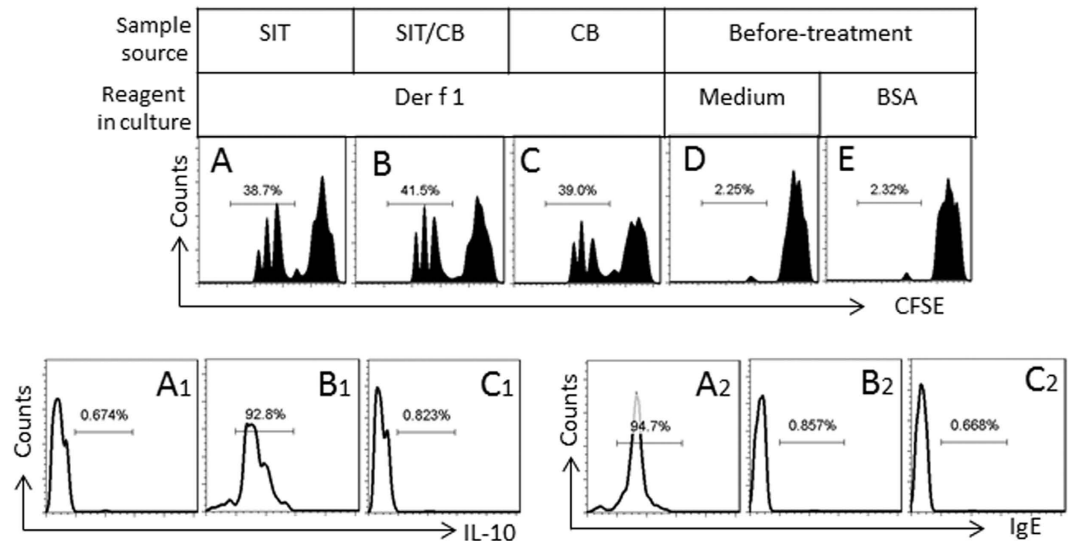 Sample source SIT SIT/CB CB Before-treatment
Reagent in culture Der f 1 Medium BSA
A B C D E
38.7% 41.5% 39.0% 2.25% 2.32%
Counts
CFSE
A1 B1 C1 A2 B2 C2
0.674% 92.8% 0.823% 94.7% 0.857% 0.668%
Counts Counts
IL-10 IgE